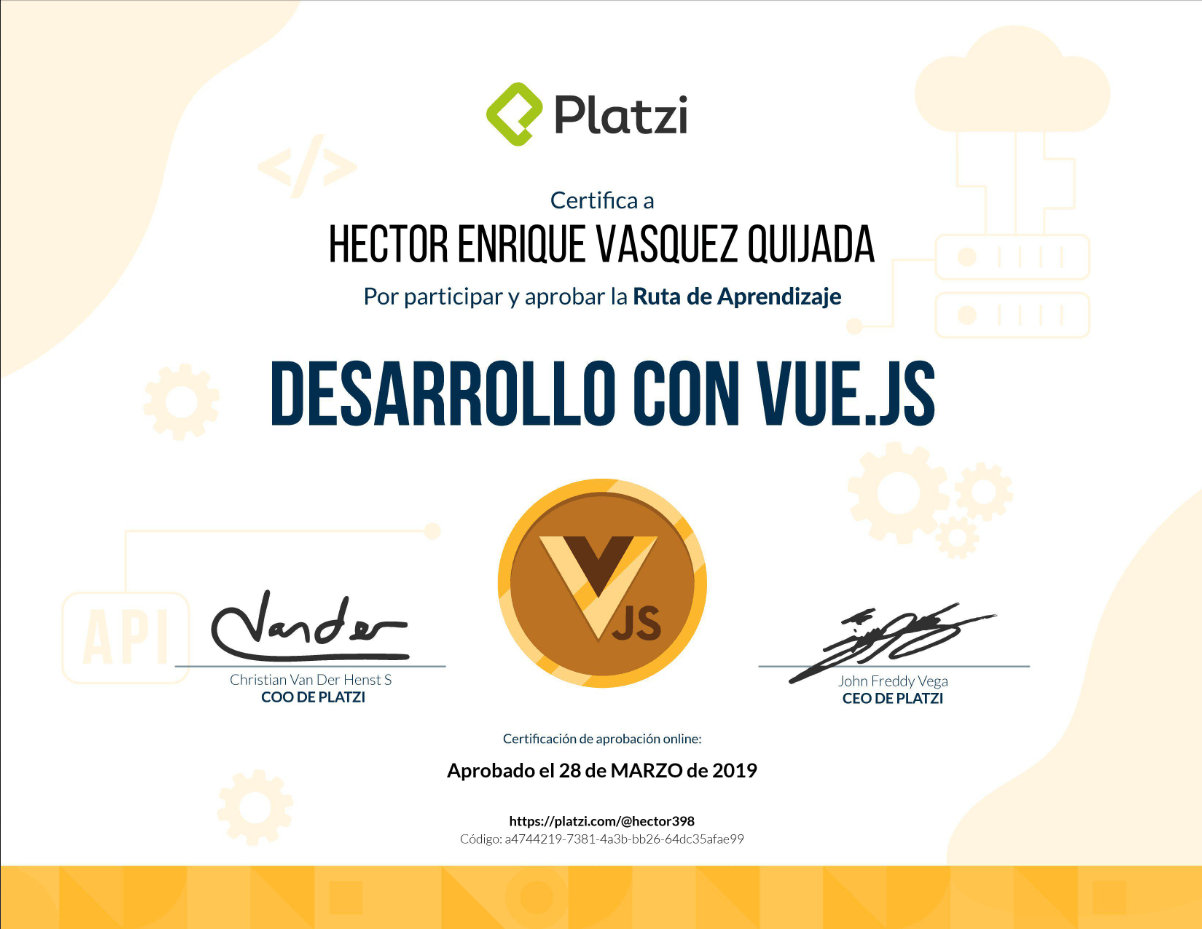 Platzi
Certifica a
HECTOR ENRIQUE VASQUEZ QUIJADA
Por participar y aprobar la Ruta de Aprendizaje
DESARROLLO CON VUE.JS
</>
API
JS
Vander
Christian Van Der Henst S
COO DE PLATZI
John Freddy Vega
CEO DE PLATZI
Certificación de aprobación online:
Aprobado el 28 de MARZO de 2019
https://platzi.com/@hector398
Código: a4744219-7381-4a3b-bb26-64dc35afae99